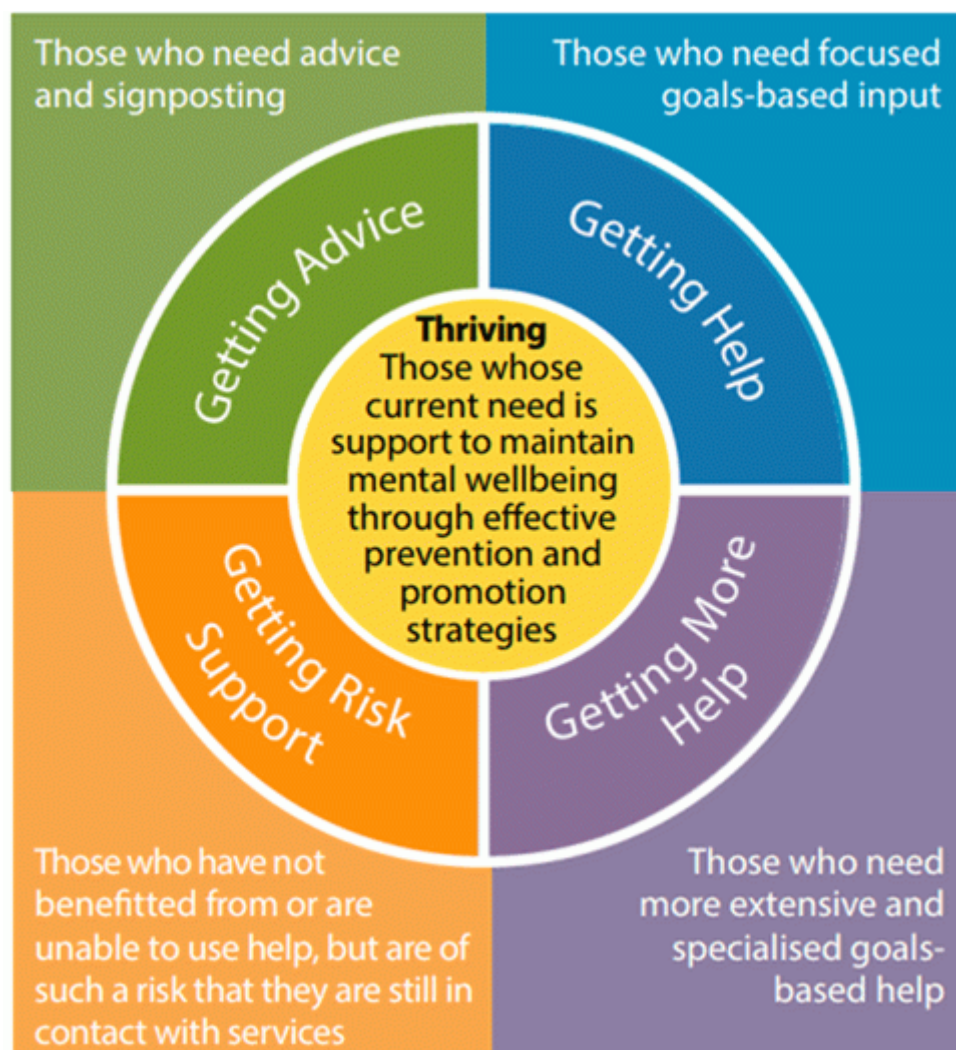 Those who need advice
and signposting
Those who need focused
goals-based input
Getting Advice
Getting Help
Thriving
Those whose
current need is
support to maintain
mental wellbeing
through effective
prevention and
promotion
strategies
Getting Risk
Support
Getting More
Help
Those who have not
benefitted from or are
unable to use help, but are of
such a risk that they are still in
contact with services
Those who need
more extensive and
specialised goals-
based help